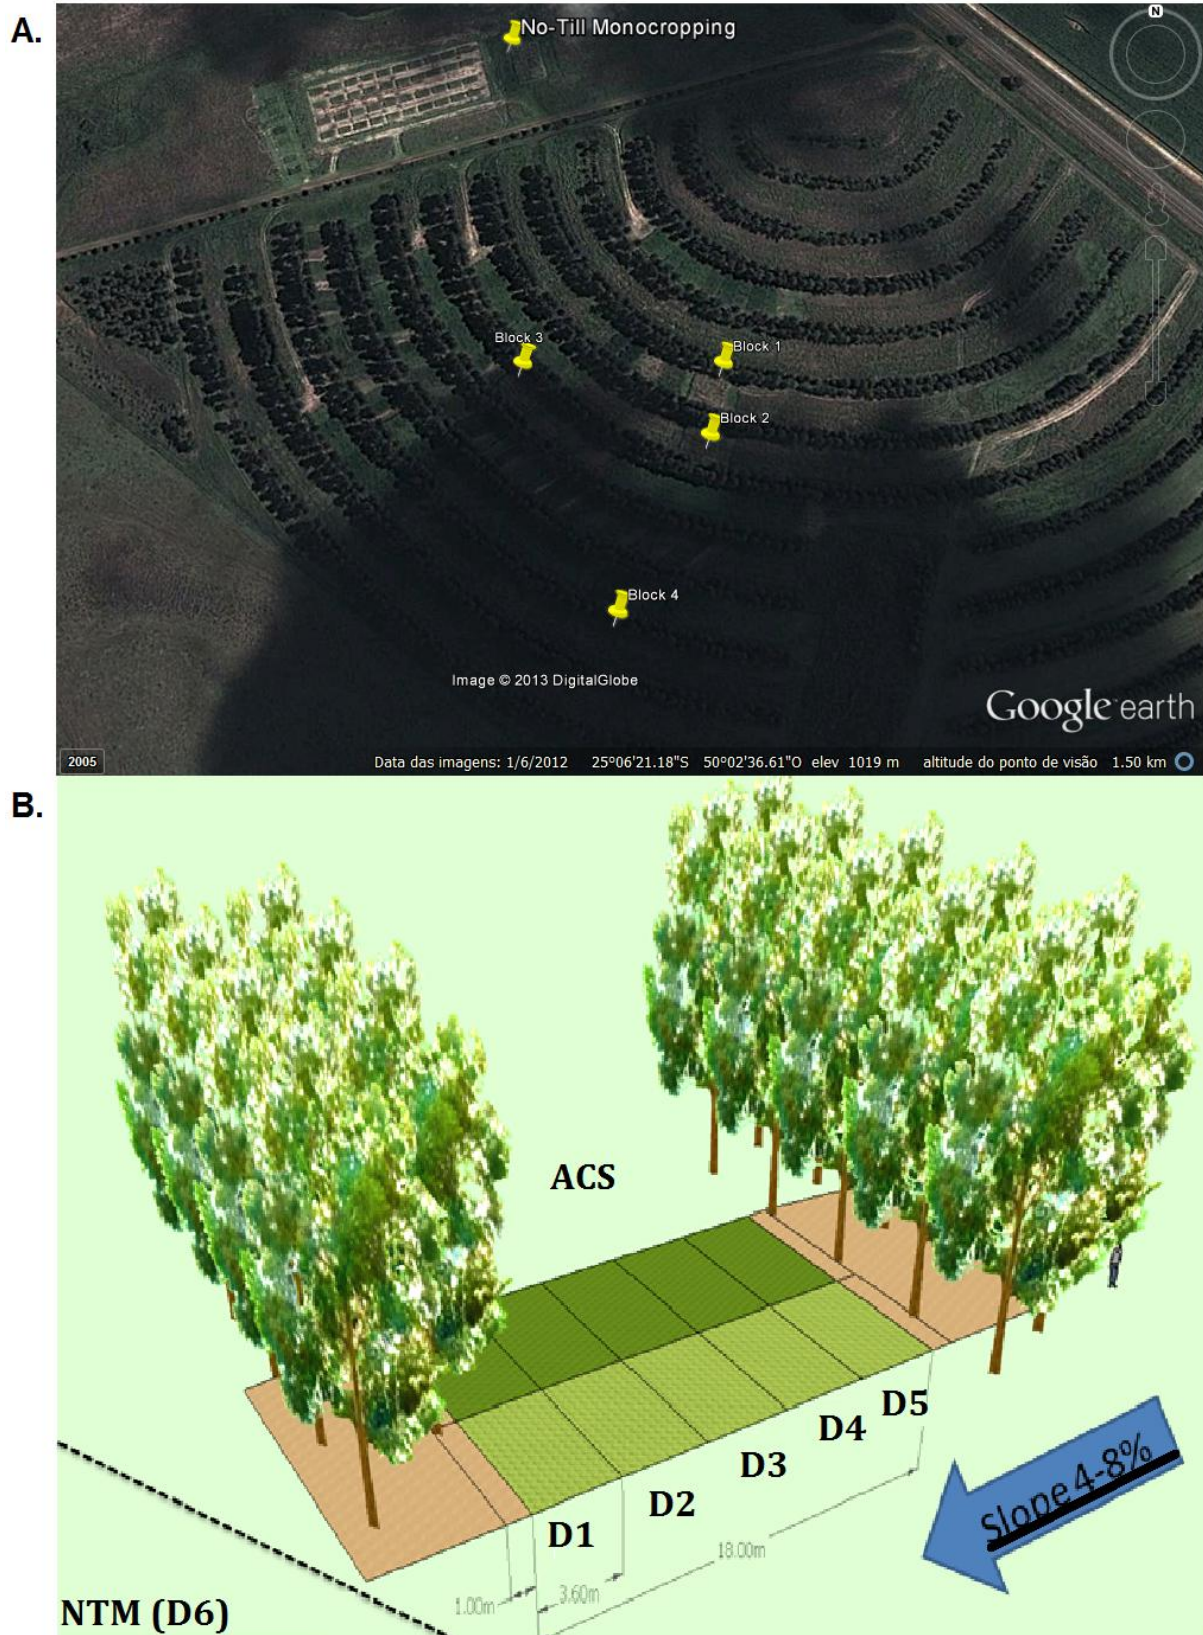 A.
No-Till Monocropping
N
Block 3
Block 1
Block 2
Block 4
Image © 2013 DigitalGlobe
Google earth
2005
Data das imagens: 1/6/2012 25º06'21.18"S 50º02'36.61"O elev 1019 m altitude do ponto de visão 1.50 km
B.
ACS
D5
D4
D3
D2
D1
Slope 4-8%
18.00m
3.60m
1.00m
NTM (D6)